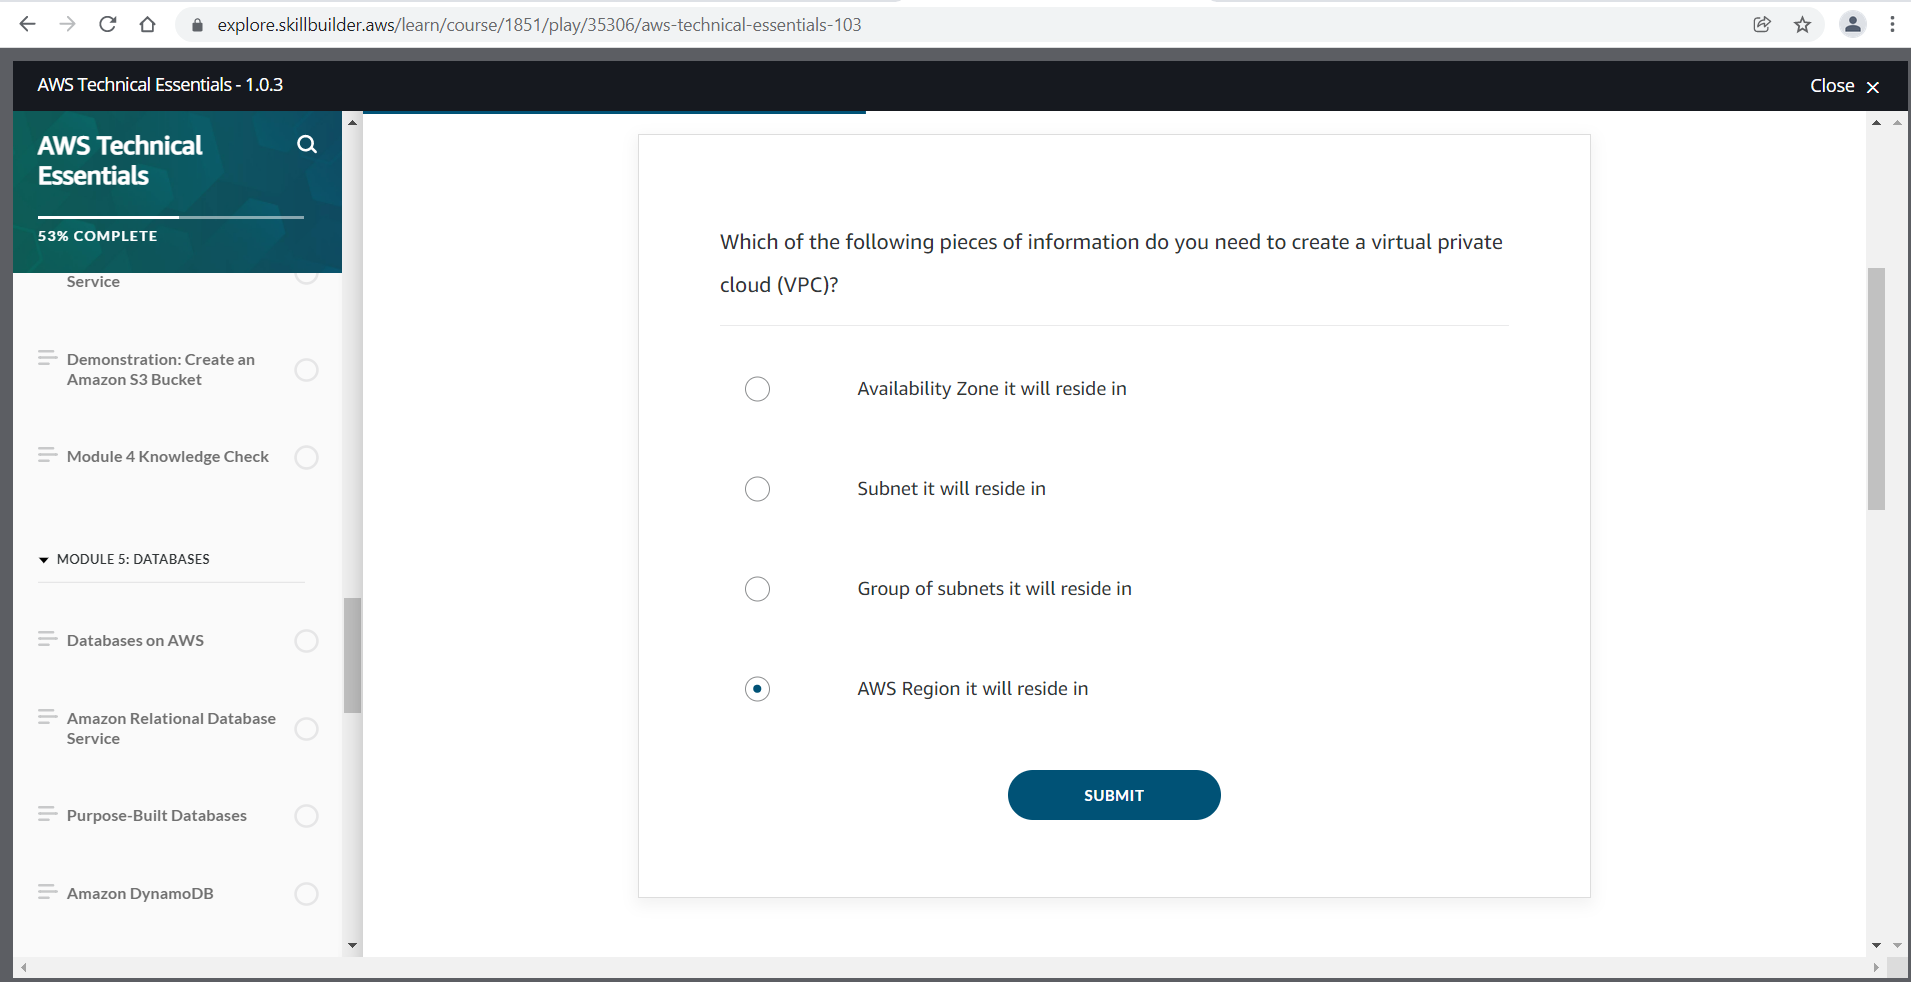 explore.skillbuilder.aws/learn/course/1851/play/35306/aws-technical-essentials-103
AWS Technical Essentials - 1.0.3
Close
AWS Technical
Essentials
53% COMPLETE
Service
Demonstration: Create an
Amazon S3 Bucket
Module 4 Knowledge Check
MODULE 5: DATABASES
Databases on AWS
Amazon Relational Database
Service
Purpose-Built Databases
Amazon DynamoDB
Which of the following pieces of information do you need to create a virtual private
cloud (VPC)?
Availability Zone it will reside in
Subnet it will reside in
Group of subnets it will reside in
AWS Region it will reside in
SUBMIT